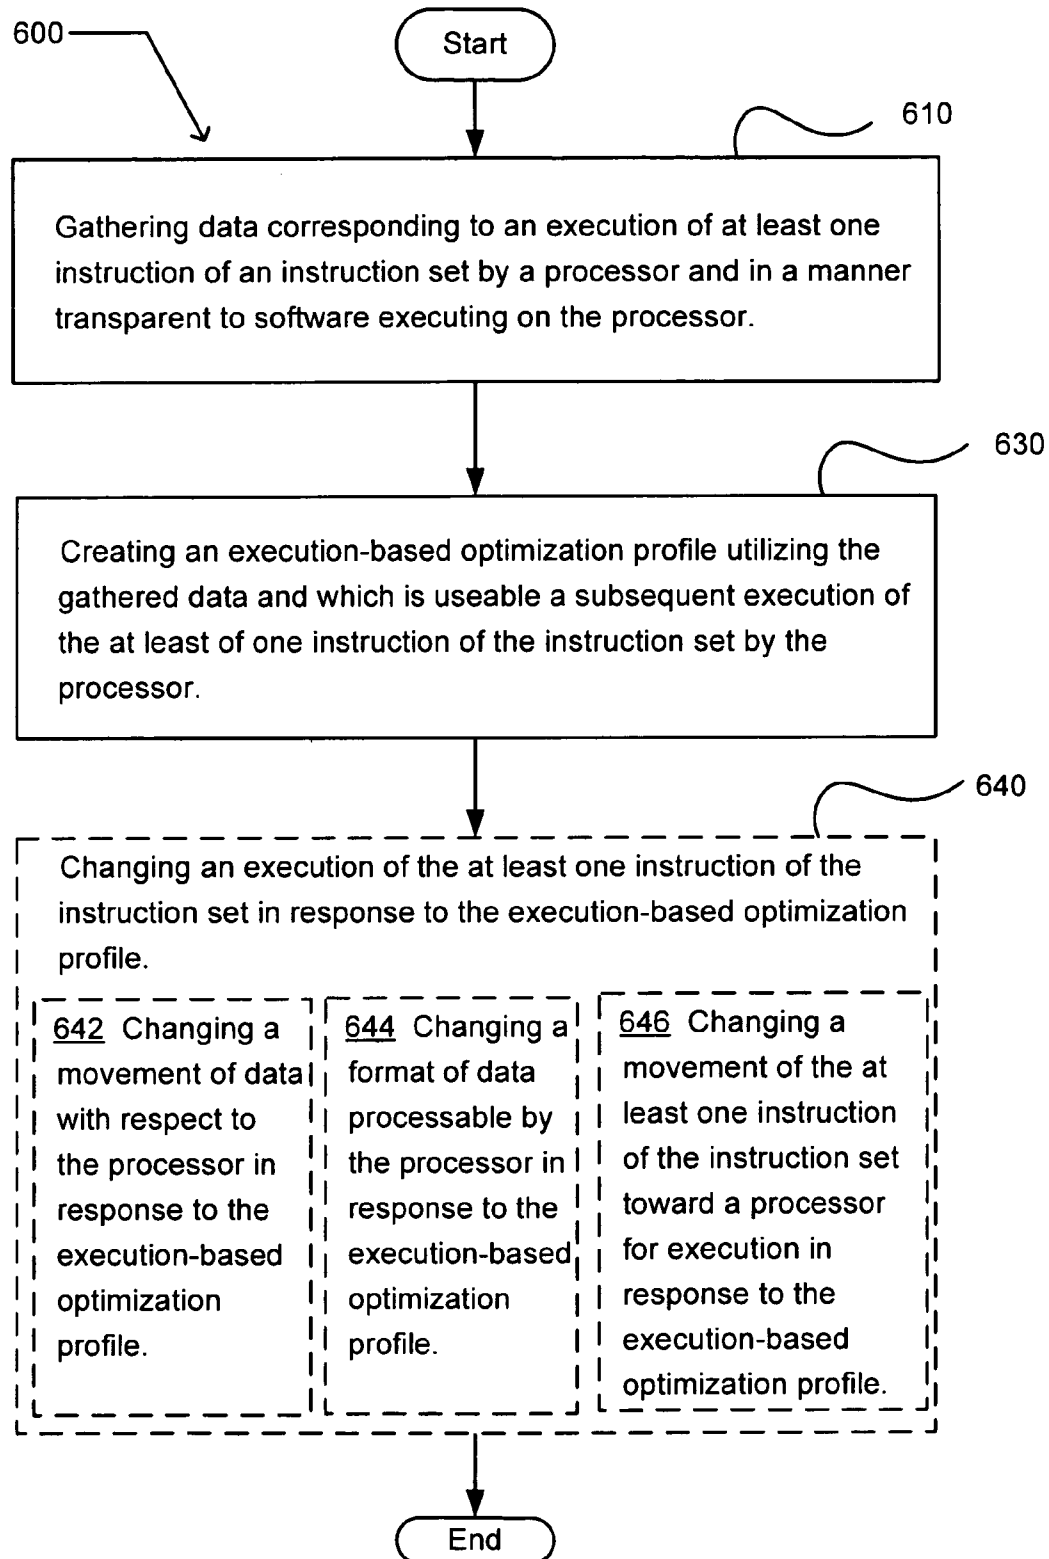 600
Start
610
Gathering data corresponding to an execution of at least one
instruction of an instruction set by a processor and in a manner
transparent to software executing on the processor.
630
Creating an execution-based optimization profile utilizing the
gathered data and which is useable a subsequent execution of
the at least of one instruction of the instruction set by the
processor.
640
Changing an execution of the at least one instruction of the
instruction set in response to the execution-based optimization
profile.
642 Changing a
movement of data
with respect to
the processor in
response to the
execution-based
optimization
profile.
644 Changing a
format of data
processable by
the processor in
response to the
execution-based
optimization
profile.
646 Changing a
movement of the at
least one instruction
of the instruction set
toward a processor
for execution in
response to the
execution-based
optimization profile.
End